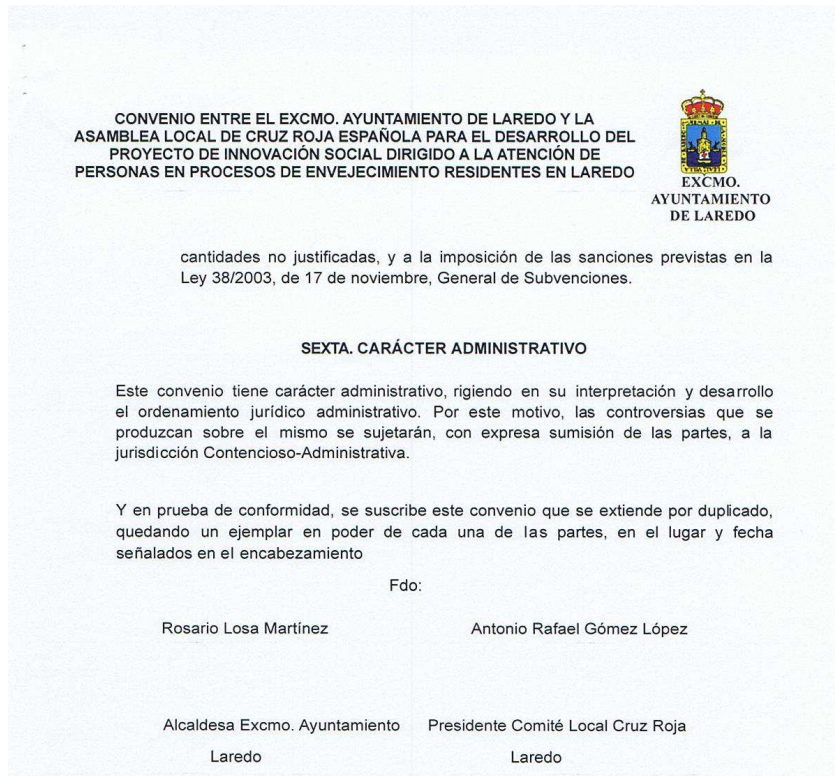 CONVENIO ENTRE EL EXCMO. AYUNTAMIENTO DE LAREDO Y LA
ASAMBLEA LOCAL DE CRUZ ROJA ESPAÑOLA PARA EL DESARROLLO DEL
PROYECTO DE INNOVACIÓN SOCIAL DIRIGIDO A LA ATENCIÓN DE
PERSONAS EN PROCESOS DE ENVEJECIMIENTO RESIDENTES EN LAREDO
EXCMO.
AYUNTAMIENTO
DE LAREDO
cantidades no justificadas, y a la imposición de las sanciones previstas en la
Ley 38/2003, de 17 de noviembre, General de Subvenciones.
SEXTA. CARÁCTER ADMINISTRATIVO
Este convenio tiene carácter administrativo, rigiendo en su interpretación y desarrollo
el ordenamiento jurídico administrativo. Por este motivo, las controversias que se
produzcan sobre el mismo se sujetarán, con expresa sumisión de las partes, a la
jurisdicción Contencioso-Administrativa.
Y en prueba de conformidad, se suscribe este convenio que se extiende por duplicado,
quedando un ejemplar en poder de cada una de las partes, en el lugar y fecha
señalados en el encabezamiento
Fdo:
Rosario Losa Martínez Antonio Rafael Gómez López
Alcaldesa Excmo. Ayuntamiento Presidente Comité Local Cruz Roja
Laredo Laredo